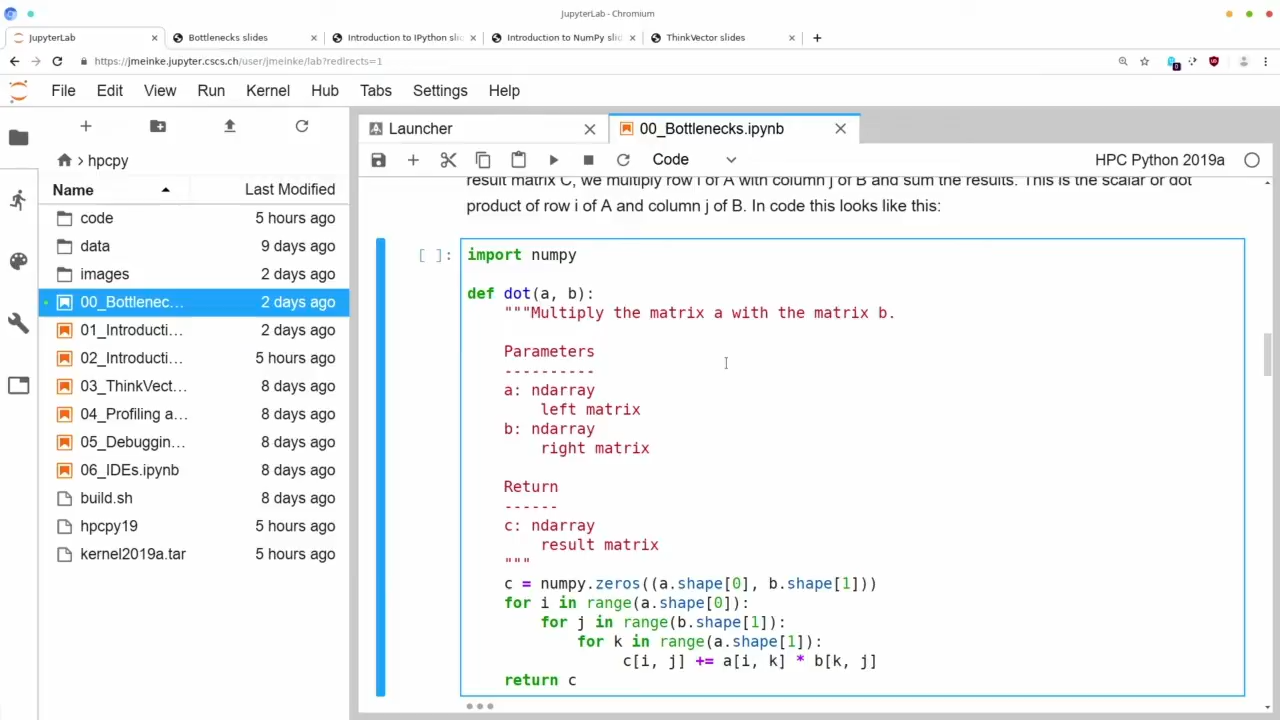 JupyterLab - Chromium
JupyterLab
Bottlenecks slides
Introduction to IPython slid
Introduction to NumPy slid
ThinkVector slides
https://jmeinke.jupyter.cscs.ch/user/jmeinke/lab?redirects=1
File Edit View Run Kernel Hub Tabs Settings Help
Launcher
00_Bottlenecks.ipynb
Code
HPC Python 2019a
hpcpy
Name Last Modified
code 5 hours ago
data 9 days ago
images 2 days ago
00_Bottlenec… 2 days ago
01_Introducti… 2 days ago
02_Introducti… 5 hours ago
03_ThinkVect… 8 days ago
04_Profiling a… 8 days ago
05_Debuggin… 8 days ago
06_IDEs.ipynb 8 days ago
build.sh 8 days ago
hpcpy19 5 hours ago
kernel2019a.tar 5 hours ago
result matrix C, we multiply row i of A with column j of B and sum the results. This is the scalar or dot
product of row i of A and column j of B. In code this looks like this:
[ ]:
import numpy
def dot(a, b):
"""Multiply the matrix a with the matrix b.
Parameters
----------
a: ndarray
left matrix
b: ndarray
right matrix
Return
------
c: ndarray
result matrix
"""
c = numpy.zeros((a.shape[0], b.shape[1]))
for i in range(a.shape[0]):
for j in range(b.shape[1]):
for k in range(a.shape[1]):
c[i, j] += a[i, k] * b[k, j]
return c